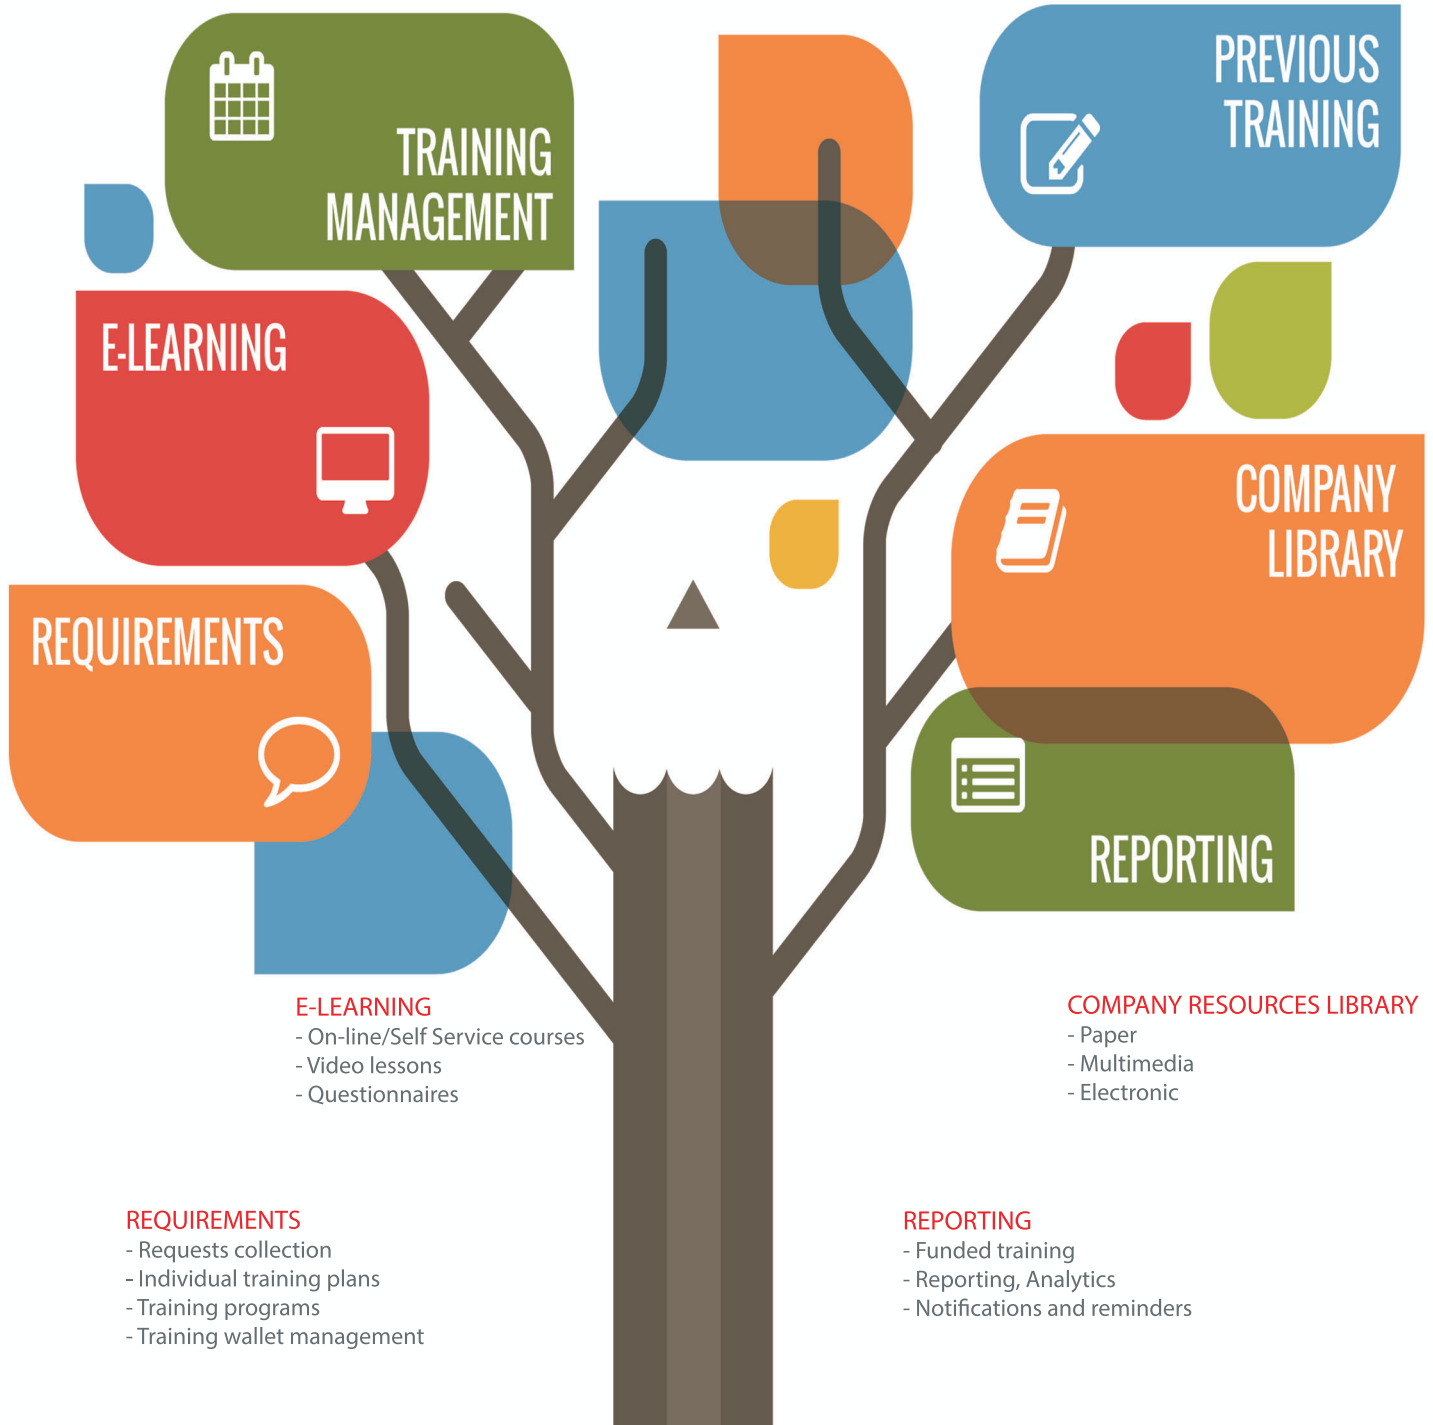 TRAINING
MANAGEMENT
PREVIOUS
TRAINING
E-LEARNING
COMPANY
LIBRARY
REQUIREMENTS
REPORTING
E-LEARNING
- On-line/Self Service courses
- Video lessons
- Questionnaires
COMPANY RESOURCES LIBRARY
- Paper
- Multimedia
- Electronic
REQUIREMENTS
- Requests collection
- Individual training plans
- Training programs
- Training wallet management
REPORTING
- Funded training
- Reporting, Analytics
- Notifications and reminders